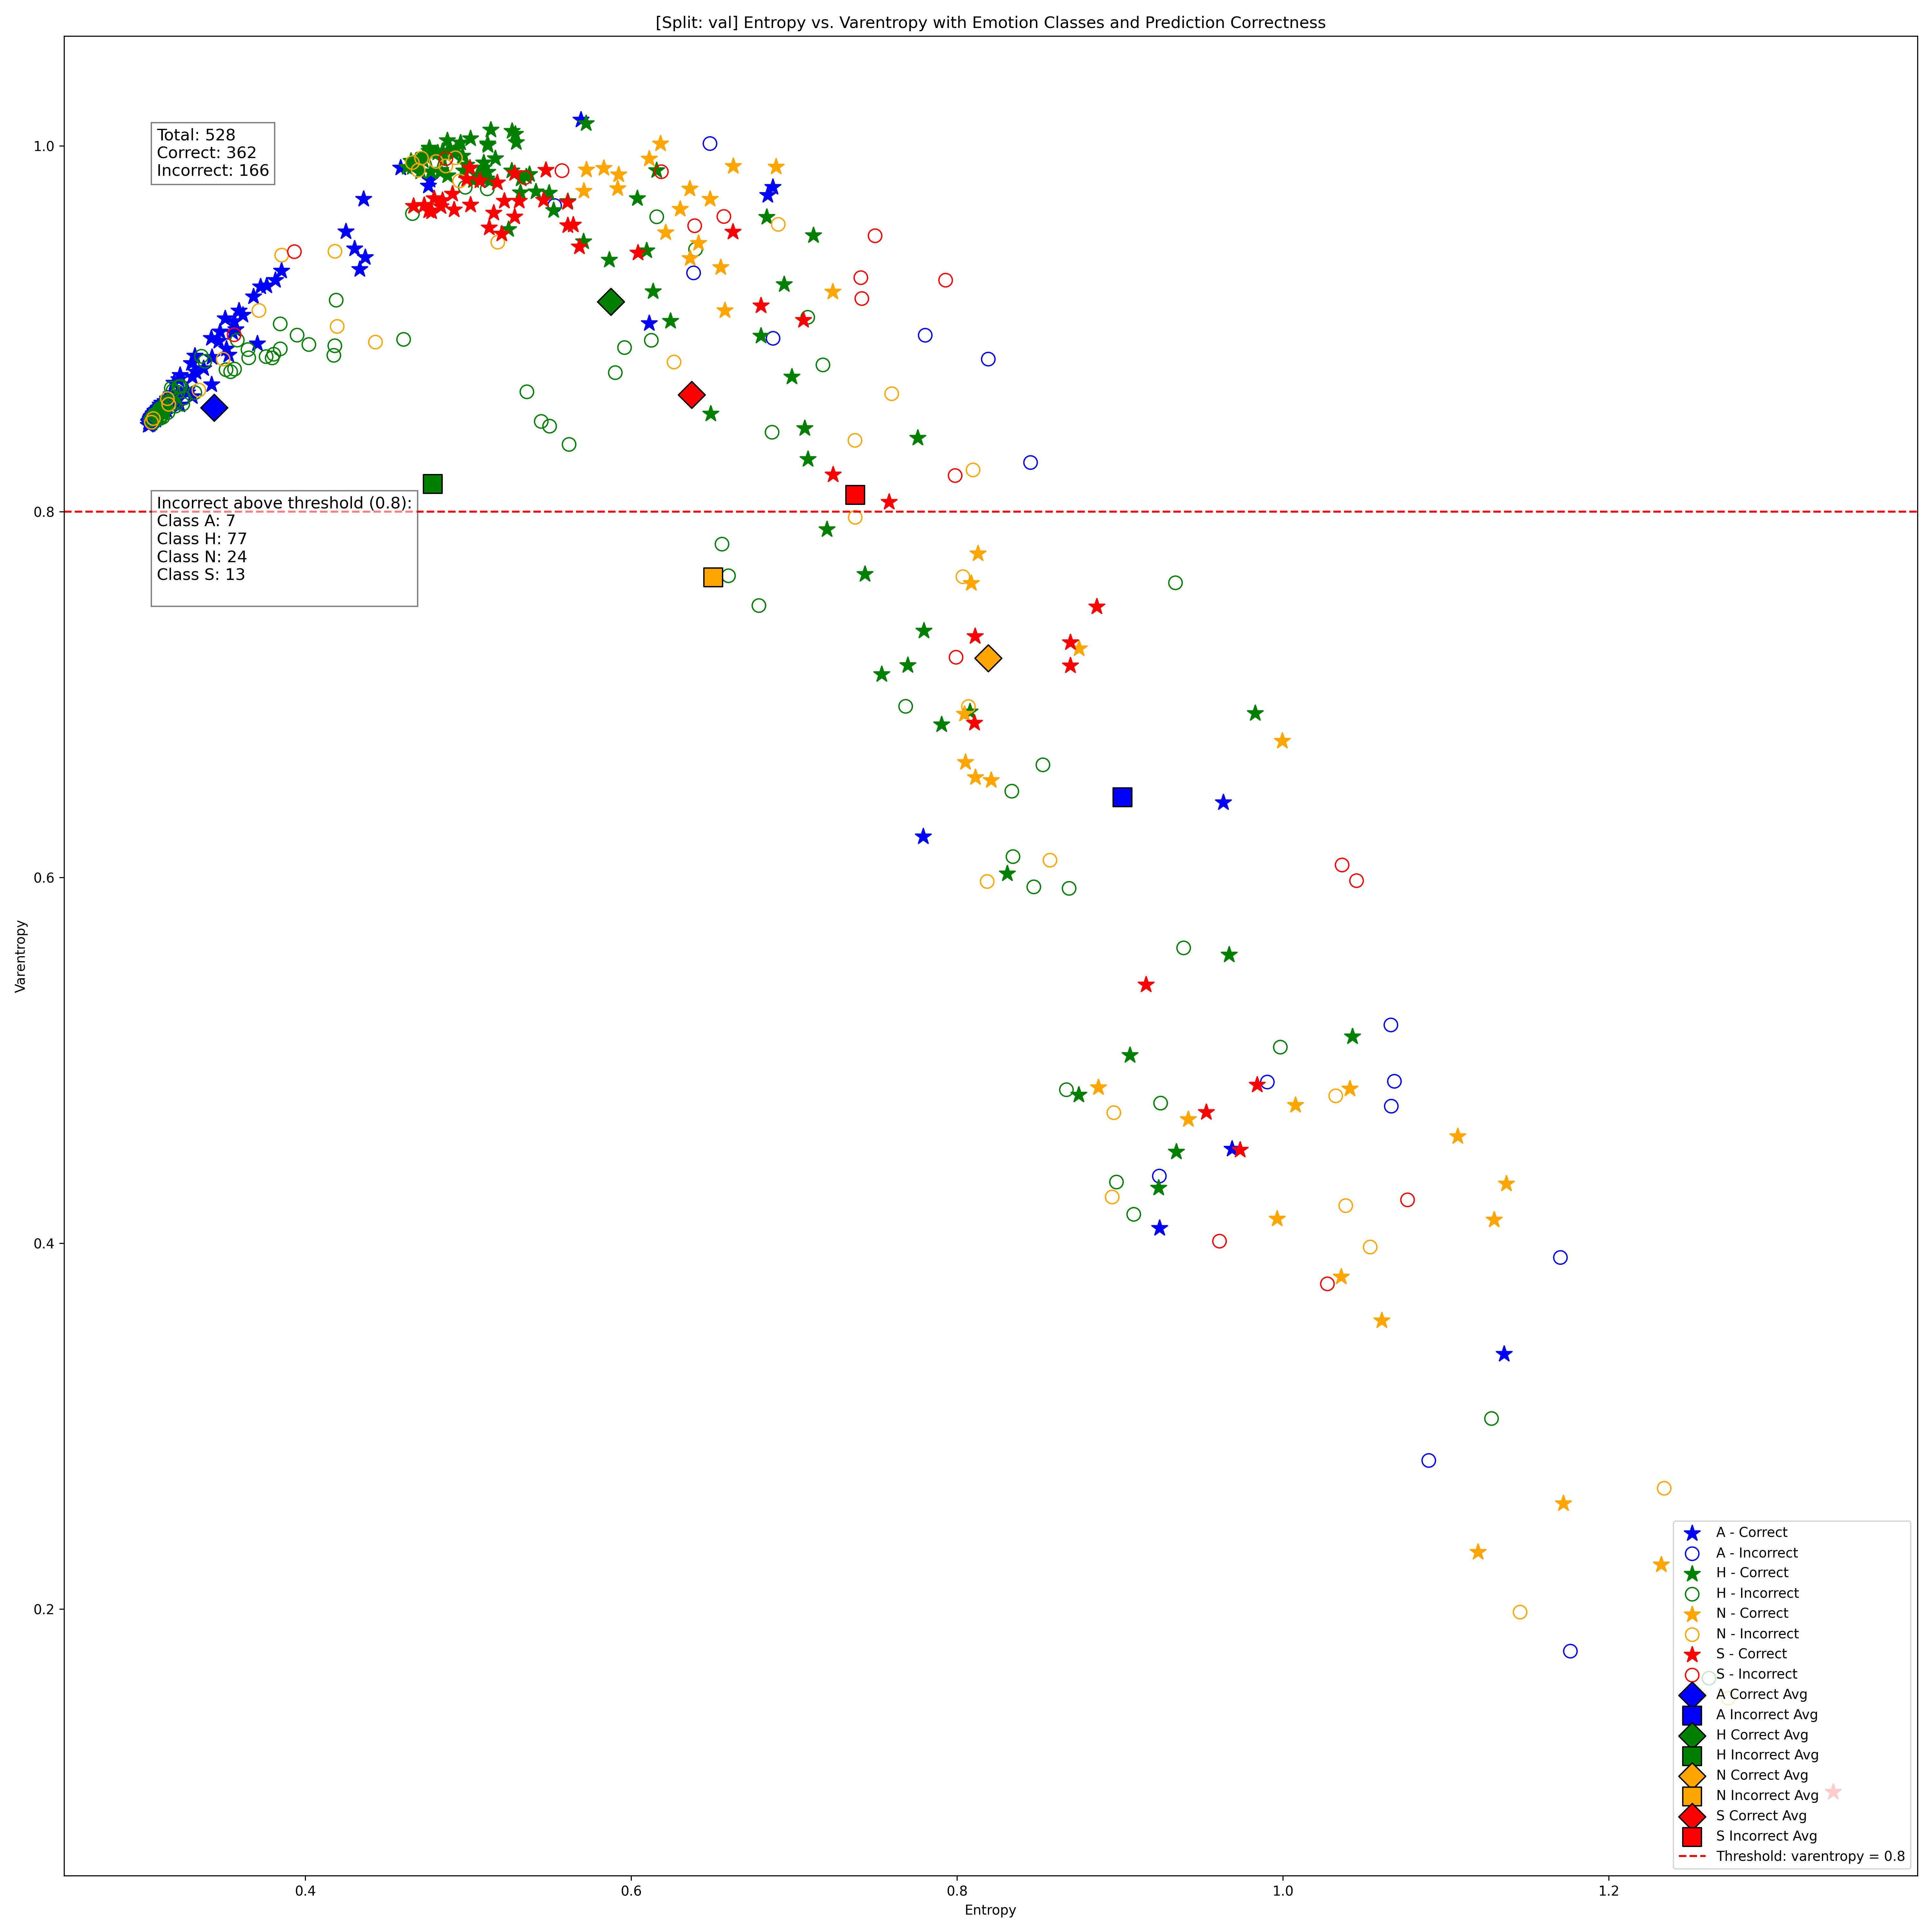 [Split: val] Entropy vs. Varentropy with Emotion Classes and Prediction Correctness
Total: 528
Correct: 362
Incorrect: 166
Incorrect above threshold (0.8):
Class A: 7
Class H: 77
Class N: 24
Class S: 13
1.0
0.8
0.6
0.4
0.2
Varentropy
0.4
0.6
0.8
1.0
1.2
Entropy
A - Correct
A - Incorrect
H - Correct
H - Incorrect
N - Correct
N - Incorrect
S - Correct
S - Incorrect
A Correct Avg
A Incorrect Avg
H Correct Avg
H Incorrect Avg
N Correct Avg
N Incorrect Avg
S Correct Avg
S Incorrect Avg
Threshold: varentropy = 0.8